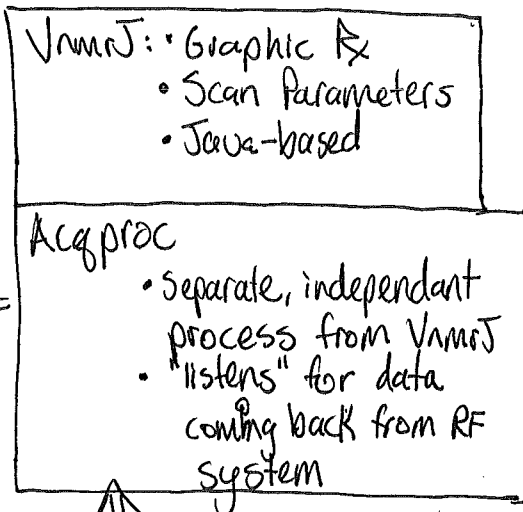 VnmrJ: • Graphic Rx
• Scan Parameters
• Java-based
Acqproc
• separate, independant
process from VnmrJ
• "listens" for data
coming back from RF
system